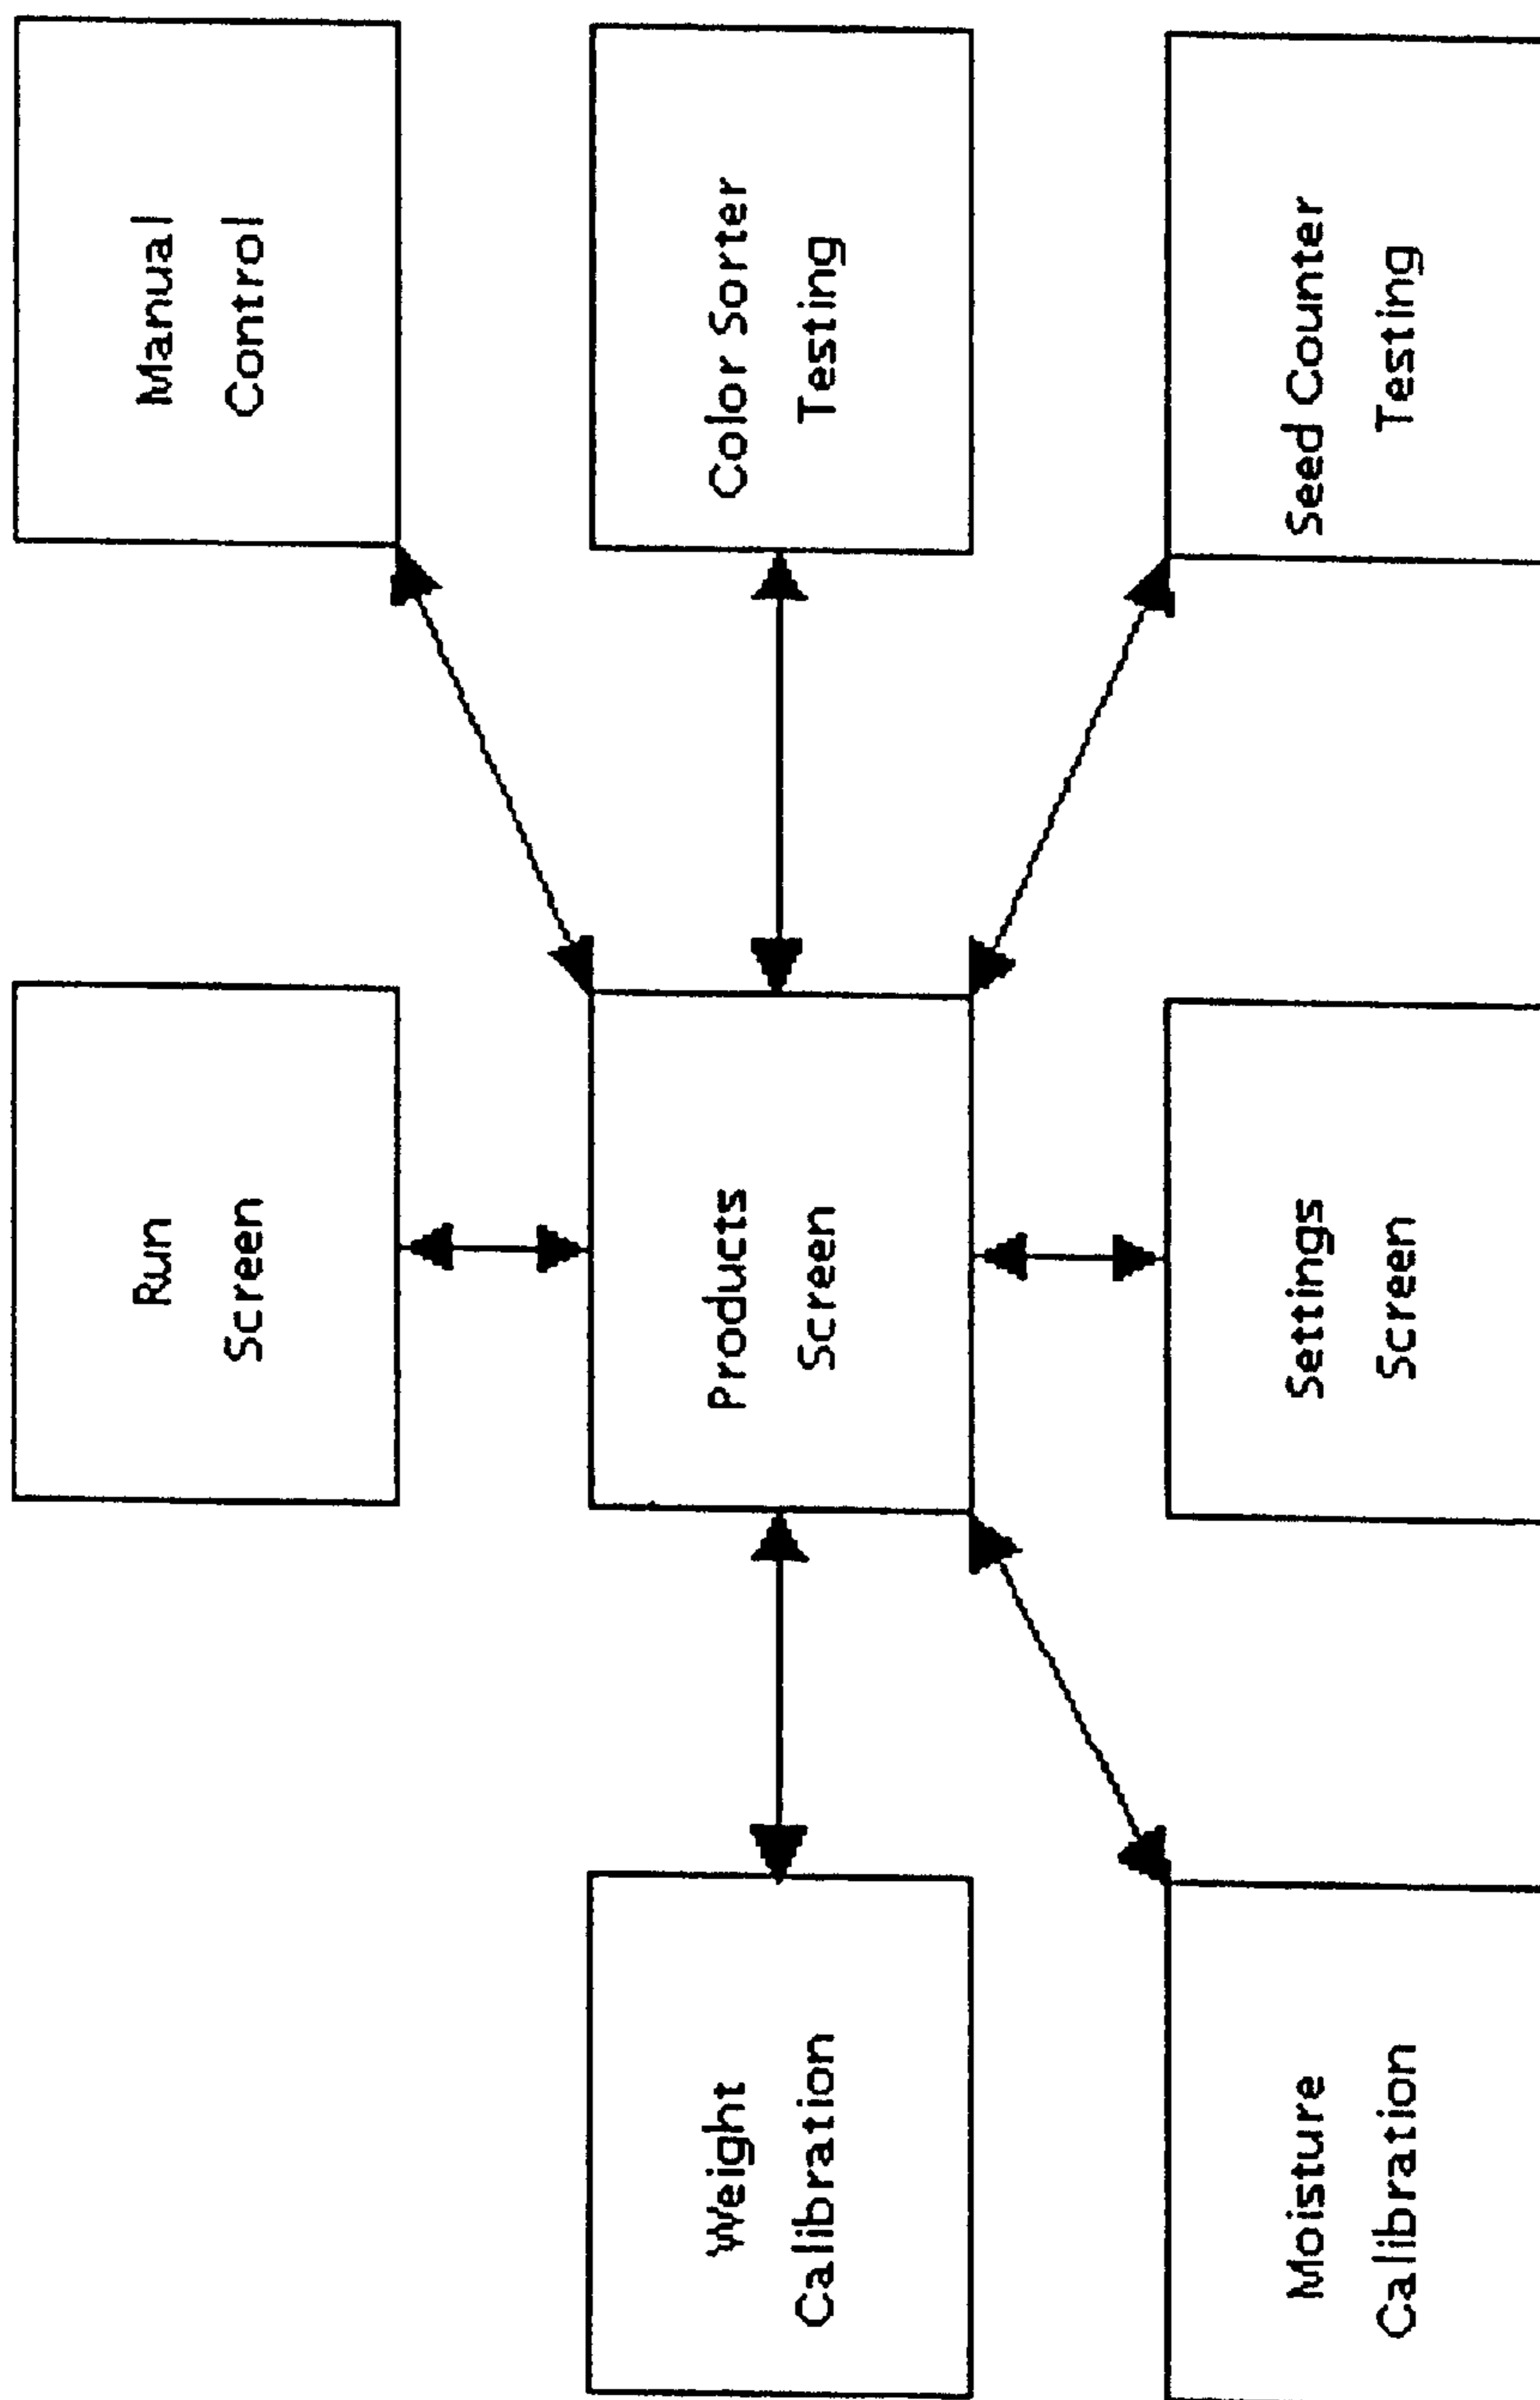 Run
Screen
Manual
Control
Weight
Calibration
Products
Screen
Color Sorter
Testing
Moisture
Calibration
Settings
Screen
Seed Counter
Testing